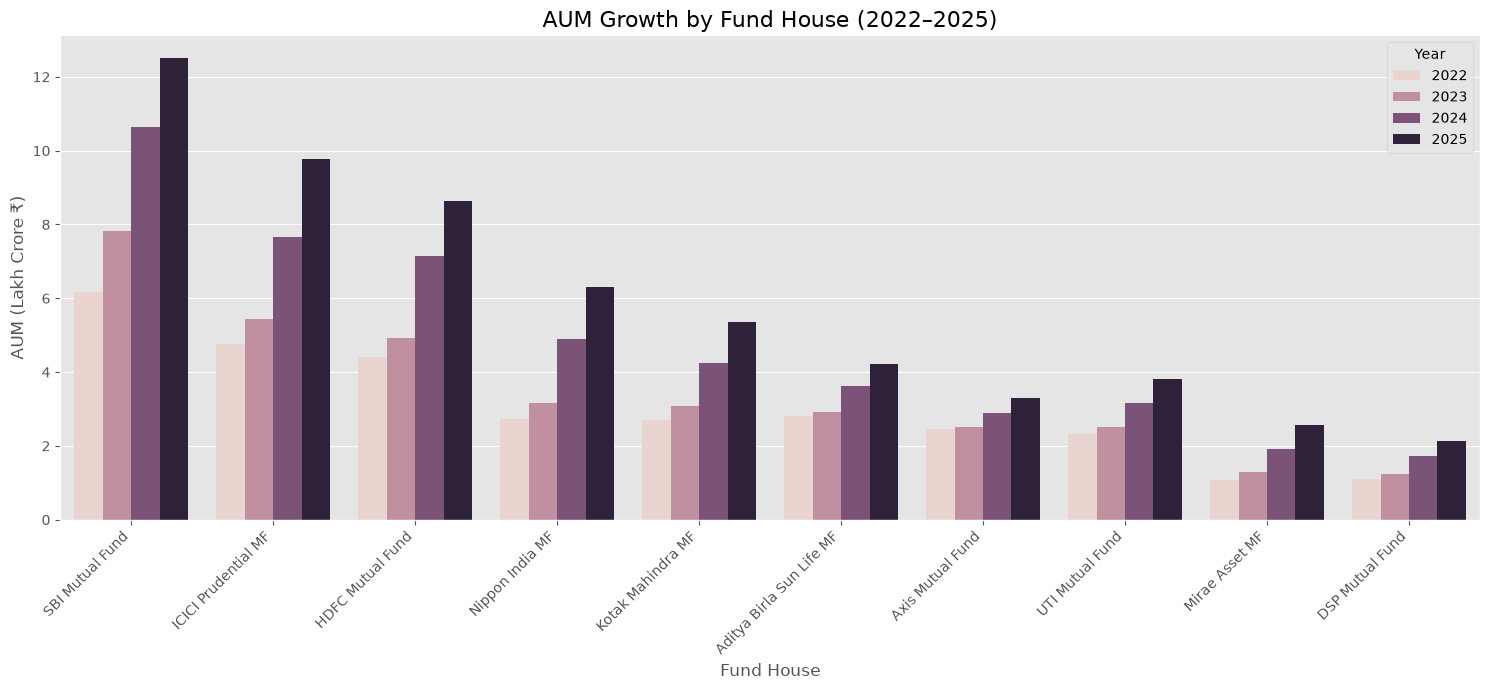 AUM Growth by Fund House (2022–2025)
AUM (Lakh Crore ₹)
12
10
8
6
4
2
0
Year
2022
2023
2024
2025
SBI Mutual Fund
ICICI Prudential MF
HDFC Mutual Fund
Nippon India MF
Kotak Mahindra MF
Aditya Birla Sun Life MF
Axis Mutual Fund
UTI Mutual Fund
Mirae Asset MF
DSP Mutual Fund
Fund House